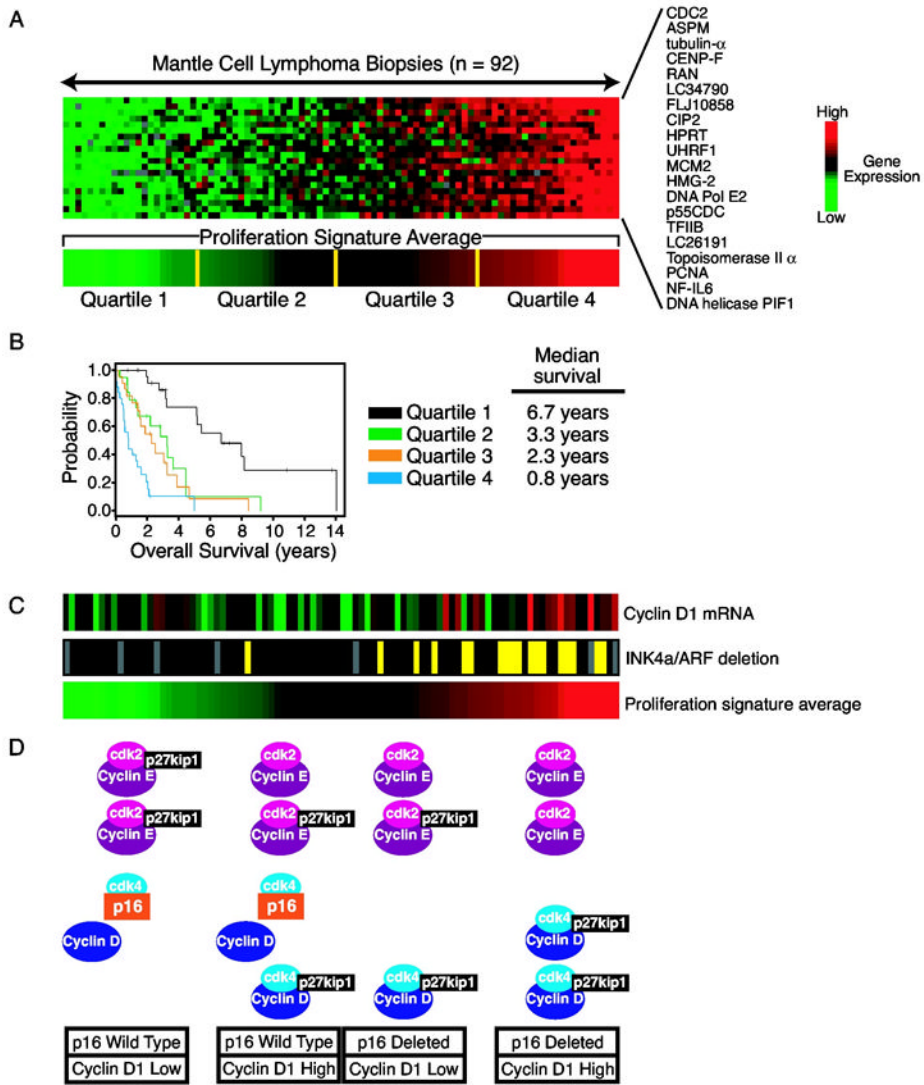 A
Mantle Cell Lymphoma Biopsies (n = 92)
CDC2
ASPM
tubulin-α
CENP-F
RAN
LC34790
FLJ10858
CIP2
HPRT
UHRF1
MCM2
HMG-2
DNA Pol E2
p55CDC
TFIIB
LC26191
Topoisomerase II α
PCNA
NF-IL6
DNA helicase PIF1
High
Gene
Expression
Low
Proliferation Signature Average
Quartile 1 Quartile 2 Quartile 3 Quartile 4
B
Probability
1.0
0.8
0.6
0.4
0.2
0.0
0 2 4 6 8 10 12 14
Overall Survival (years)
Median
survival
Quartile 1 6.7 years
Quartile 2 3.3 years
Quartile 3 2.3 years
Quartile 4 0.8 years
C
Cyclin D1 mRNA
INK4a/ARF deletion
Proliferation signature average
D
cdk2 p27kip1 Cyclin E
cdk2 Cyclin E
cdk2 Cyclin E
cdk2 Cyclin E
cdk2 p27kip1 Cyclin E
cdk2 p27kip1 Cyclin E
cdk2 p27kip1 Cyclin E
cdk2 Cyclin E
cdk4 p16
cdk4 p16
Cyclin D
Cyclin D
cdk4 p27kip1 Cyclin D
cdk4 p27kip1 Cyclin D
cdk4 p27kip1 Cyclin D
cdk4 p27kip1 Cyclin D
p16 Wild Type
Cyclin D1 Low
p16 Wild Type
Cyclin D1 High
p16 Deleted
Cyclin D1 Low
p16 Deleted
Cyclin D1 High